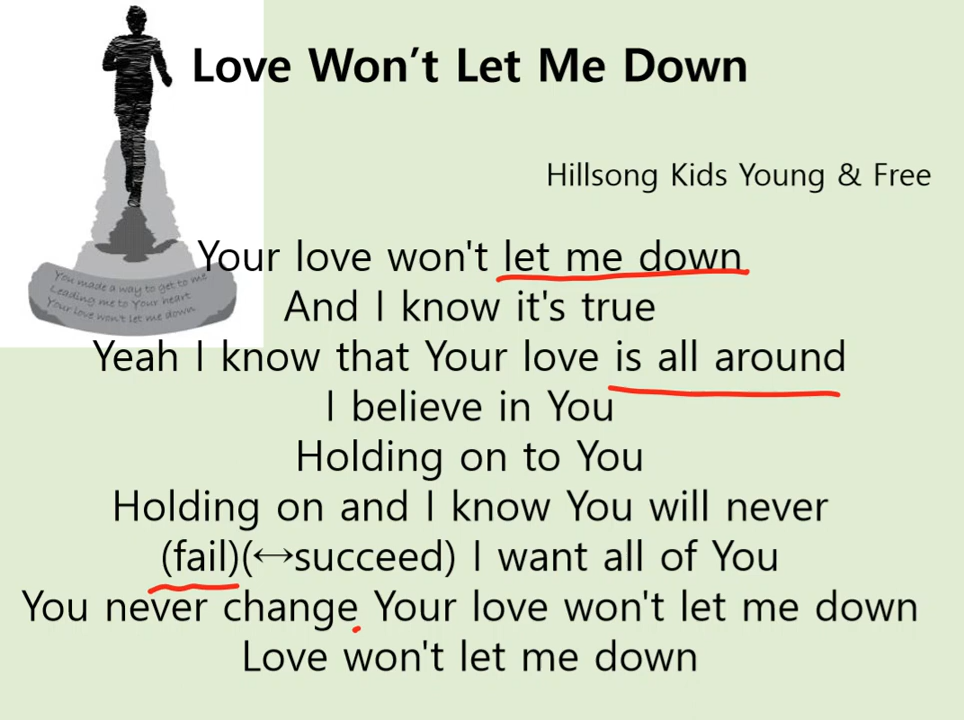 Love Won't Let Me Down
Hillsong Kids Young & Free
Your love won't let me down
And I know it's true
Yeah I know that Your love is all around
I believe in You
Holding on to You
Holding on and I know You will never
(fail)(↔succeed) I want all of You
You never change Your love won't let me down
Love won't let me down
You made a way to get to me
Leading me to Your heart
Your love won't let me down.